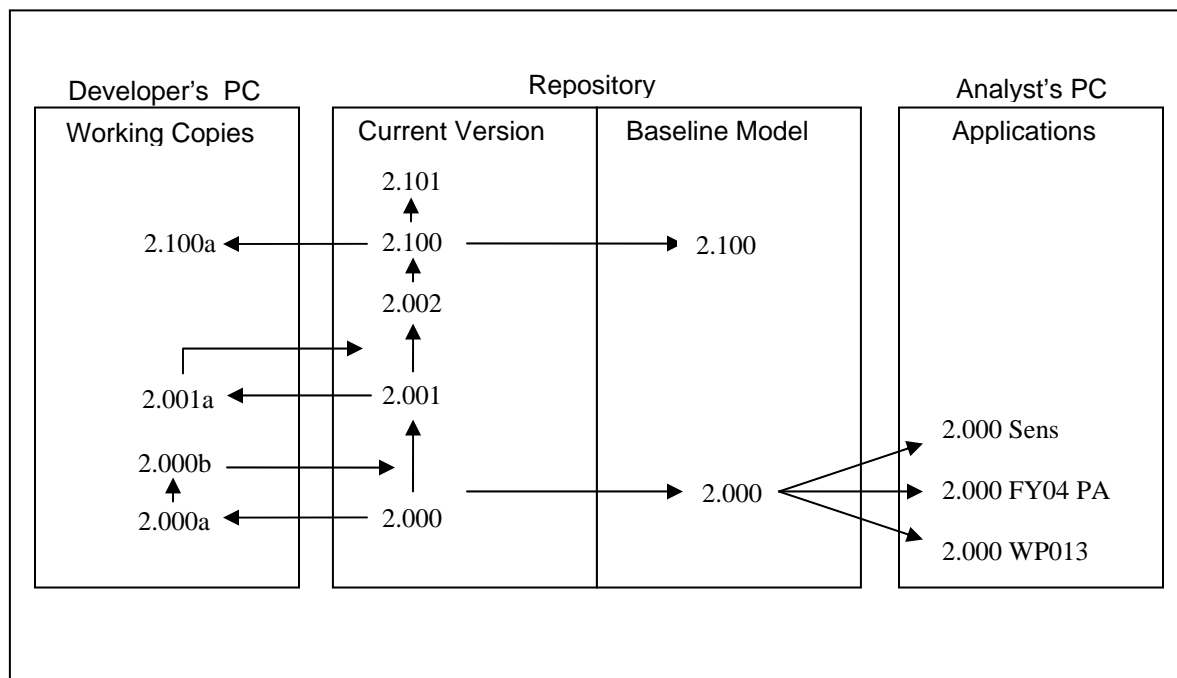 Developer's PC
Repository
Analyst's PC
Working Copies
Current Version
Baseline Model
Applications
2.101
2.100a
2.100
2.100
2.002
2.001a
2.001
2.000 Sens
2.000b
2.000 FY04 PA
2.000
2.000a
2.000
2.000 WP013